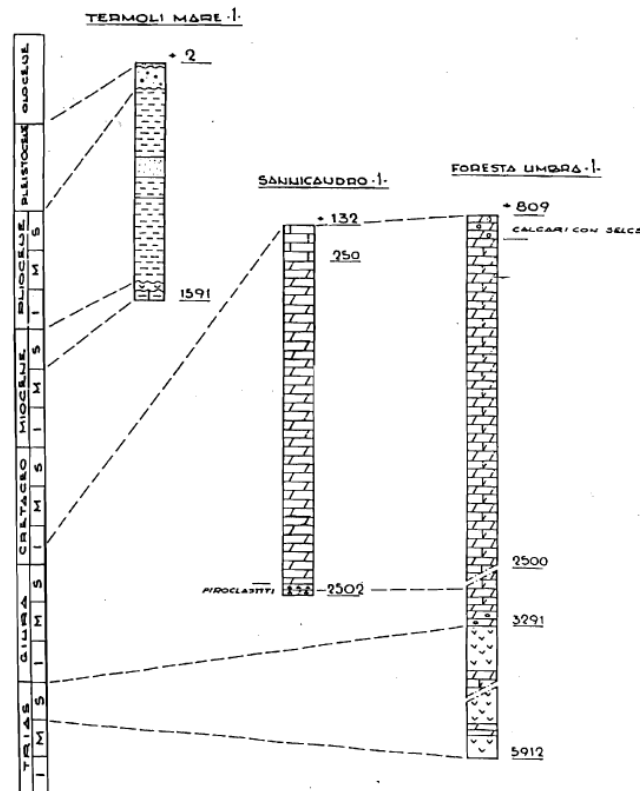 TERMOLI MARE ·1·
+ 2
1591
SANNICANDRO ·1·
+ 132
250
PIROCLASTITI
2502
FORESTA UMBRA ·1·
+ 809
CALCARI CON SELCE
2500
3291
5912
OLOCENE
PLEISTOCENE
PLIOCENE
S
M
I
MIOCENE
S
M
I
CRETACEO
S
M
I
GIURA
S
M
I
TRIAS
S
M
I